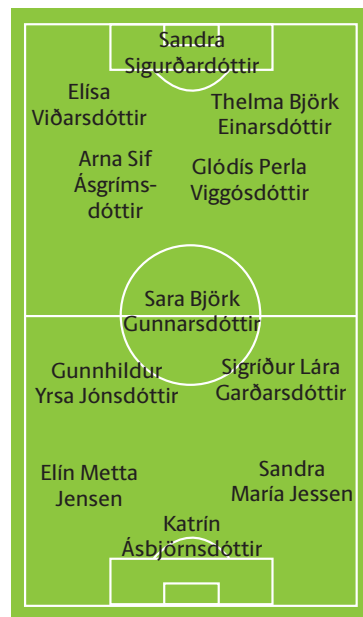 Sandra
Sigurðardóttir
Elísa
Viðarsdóttir
Thelma Björk
Einarsdóttir
Arna Sif
Ásgríms-
dóttir
Glódís Perla
Viggósdóttir
Sara Björk
Gunnarsdóttir
Gunnhildur
Yrsa Jónsdóttir
Sigríður Lára
Garðarsdóttir
Elín Metta
Jensen
Sandra
María Jessen
Katrín
Ásbjörnsdóttir